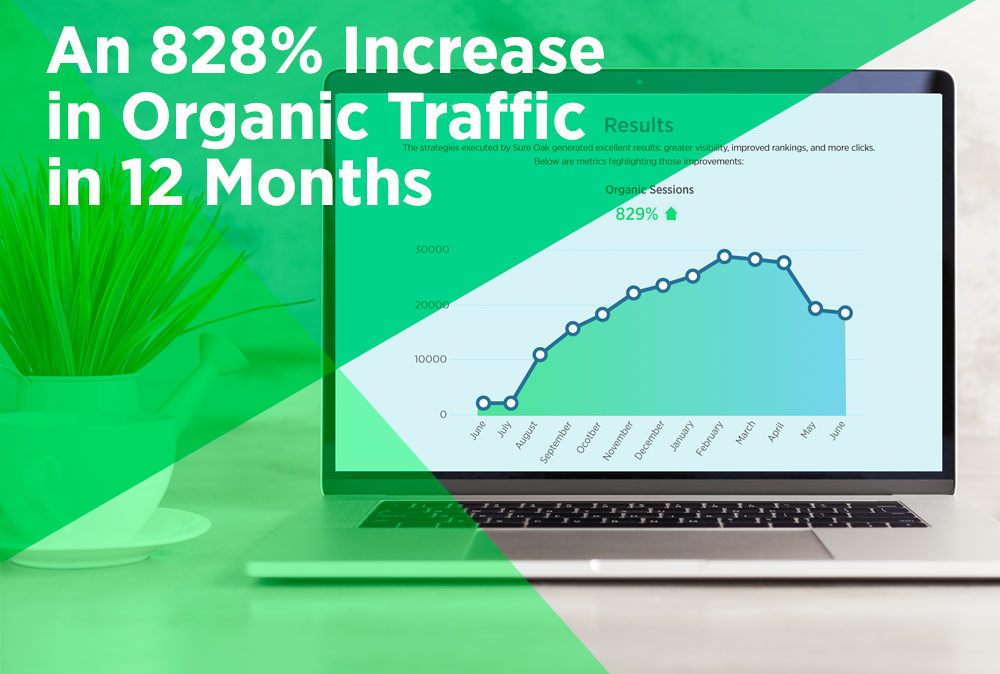 An 828% Increase
in Organic Traffic
in 12 Months
Results
The strategies executed by Sure Oak generated excellent results: greater visibility, improved rankings, and more clicks.
Below are metrics highlighting those improvements:
Organic Sessions
829%
30000
20000
10000
0
June
July
August
September
Ocotber
November
December
January
February
March
April
May
June